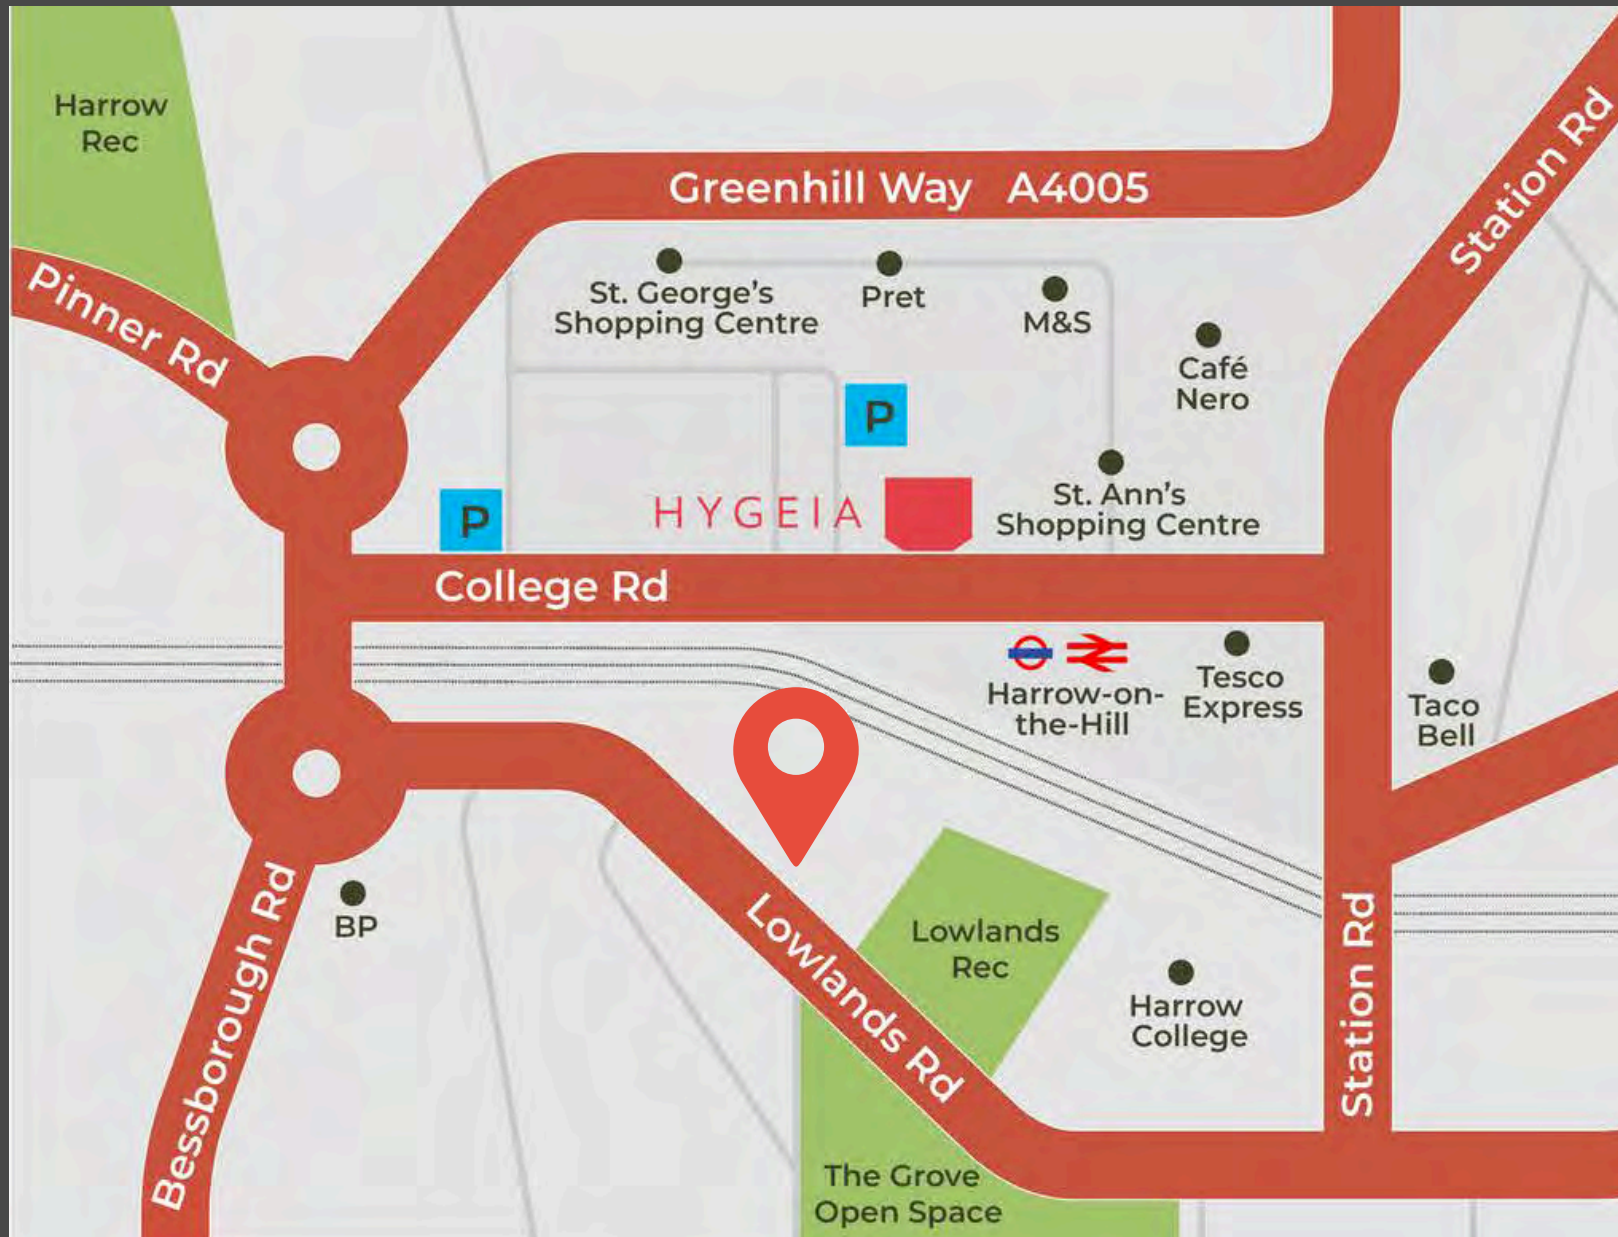 Harrow
Rec
Greenhill Way A4005
Station Rd
Pinner Rd
St. George's
Shopping Centre
Pret
M&S
Café
Nero
P
P
HYGEIA
St. Ann's
Shopping Centre
College Rd
Harrow-on-
the-Hill
Tesco
Express
Taco
Bell
BP
Bessborough Rd
Lowlands Rd
Lowlands
Rec
Harrow
College
Station Rd
The Grove
Open Space